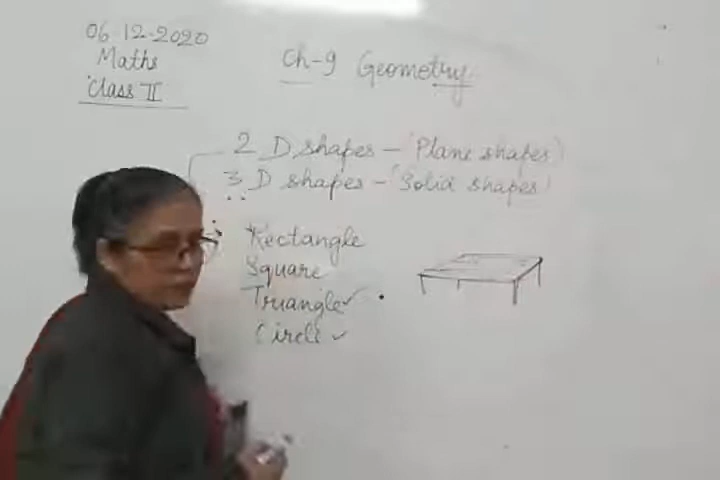 06-12-2020
Maths
Class II
Ch-9 Geometry
2 D shapes - (Plane shapes)
3 D shapes - (Solid shapes)
Rectangle
Square
Triangle ✓
Circle ✓